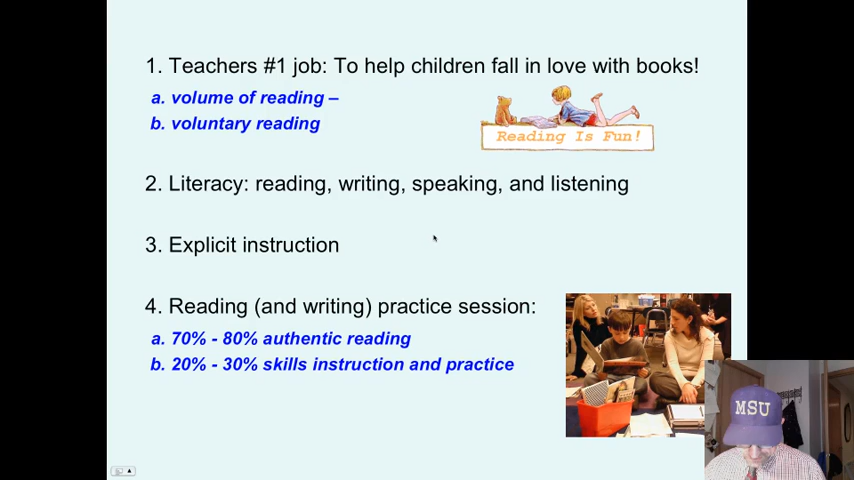 1. Teachers #1 job: To help children fall in love with books!
a. volume of reading –
b. voluntary reading
Reading Is Fun!
2. Literacy: reading, writing, speaking, and listening
3. Explicit instruction
4. Reading (and writing) practice session:
a. 70% - 80% authentic reading
b. 20% - 30% skills instruction and practice
MSU